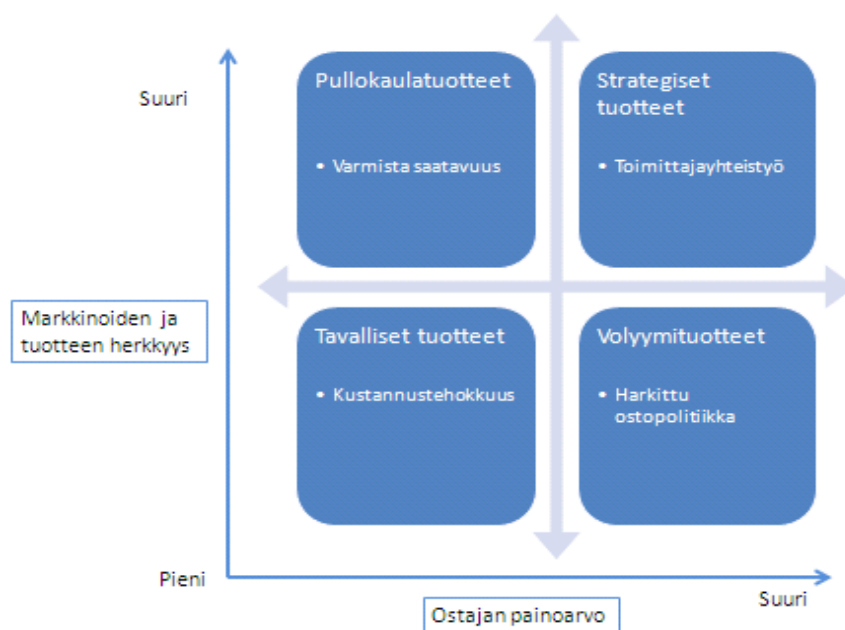 Suuri
Pullokaulatuotteet
• Varmista saatavuus
Strategiset
tuotteet
• Toimittajayhteistyö
Markkinoiden ja
tuotteen herkkyys
Tavalliset tuotteet
• Kustannustehokkuus
Volyymituotteet
• Harkittu
ostopolitiikka
Pieni
Ostajan painoarvo
Suuri